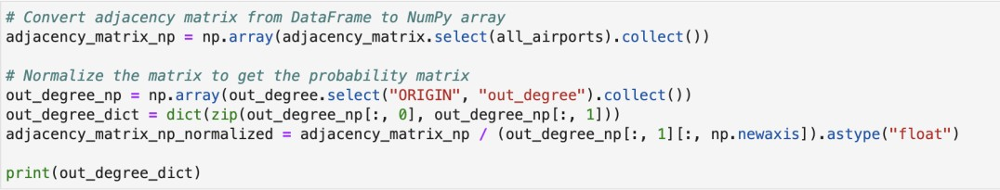 # Convert adjacency matrix from DataFrame to NumPy array
adjacency_matrix_np = np.array(adjacency_matrix.select(all_airports).collect())
# Normalize the matrix to get the probability matrix
out_degree_np = np.array(out_degree.select("ORIGIN", "out_degree").collect())
out_degree_dict = dict(zip(out_degree_np[:, 0], out_degree_np[:, 1]))
adjacency_matrix_np_normalized = adjacency_matrix_np / (out_degree_np[:, 1][:, np.newaxis]).astype("float")
print(out_degree_dict)